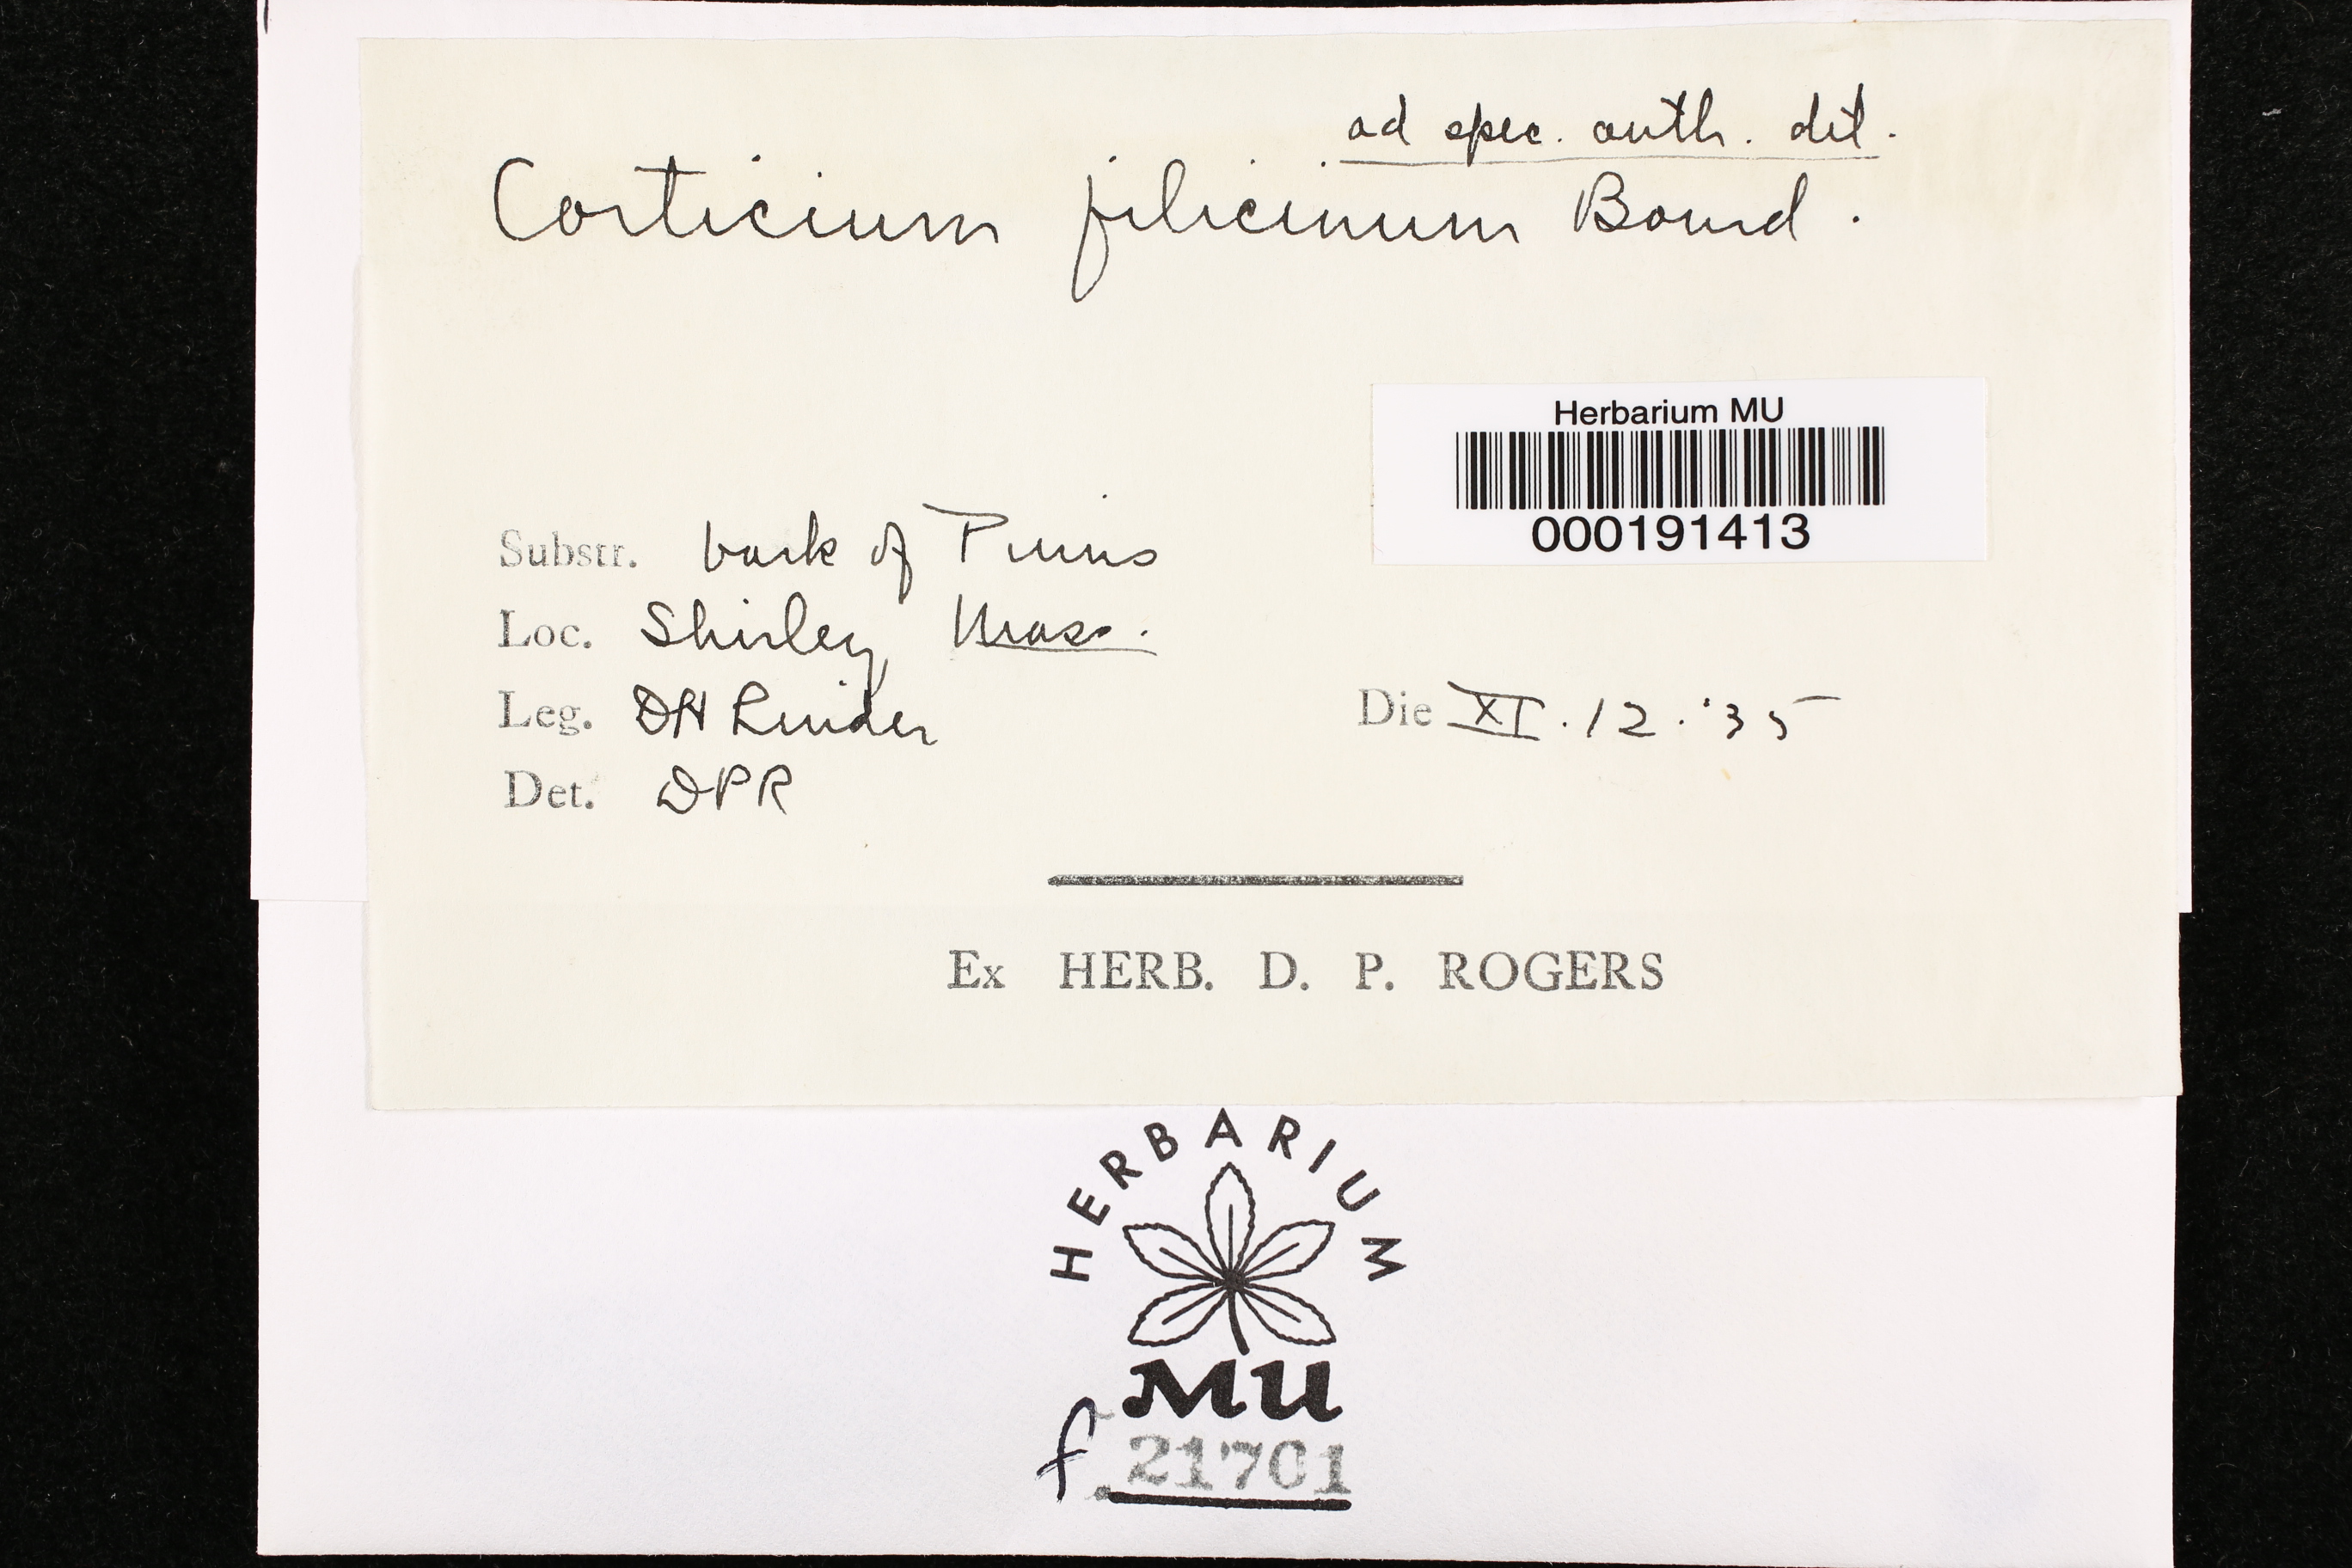 ad spec. auth. det.
Corticium filicinum Bourd.
Herbarium MU
000191413
Substr. bark of Pinus
Loc. Shirley, Mass.
Leg. DH Linder Die XI.12.'35
Det. DPR
Ex HERB. D. P. ROGERS
HERBARIUM
MU
f. 21701